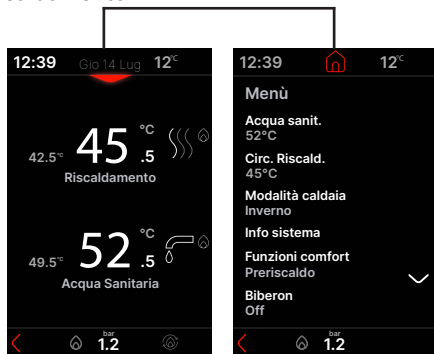 12:39 Gio 14 Lug 12°C
42.5°C 45 °C .5
Riscaldamento
49.5°C 52 °C .5
Acqua Sanitaria
bar
1.2
12:39 12°C
Menù
Acqua sanit.
52°C
Circ. Riscald.
45°C
Modalità caldaia
Inverno
Info sistema
Funzioni comfort
Preriscaldo
Biberon
Off
bar
1.2